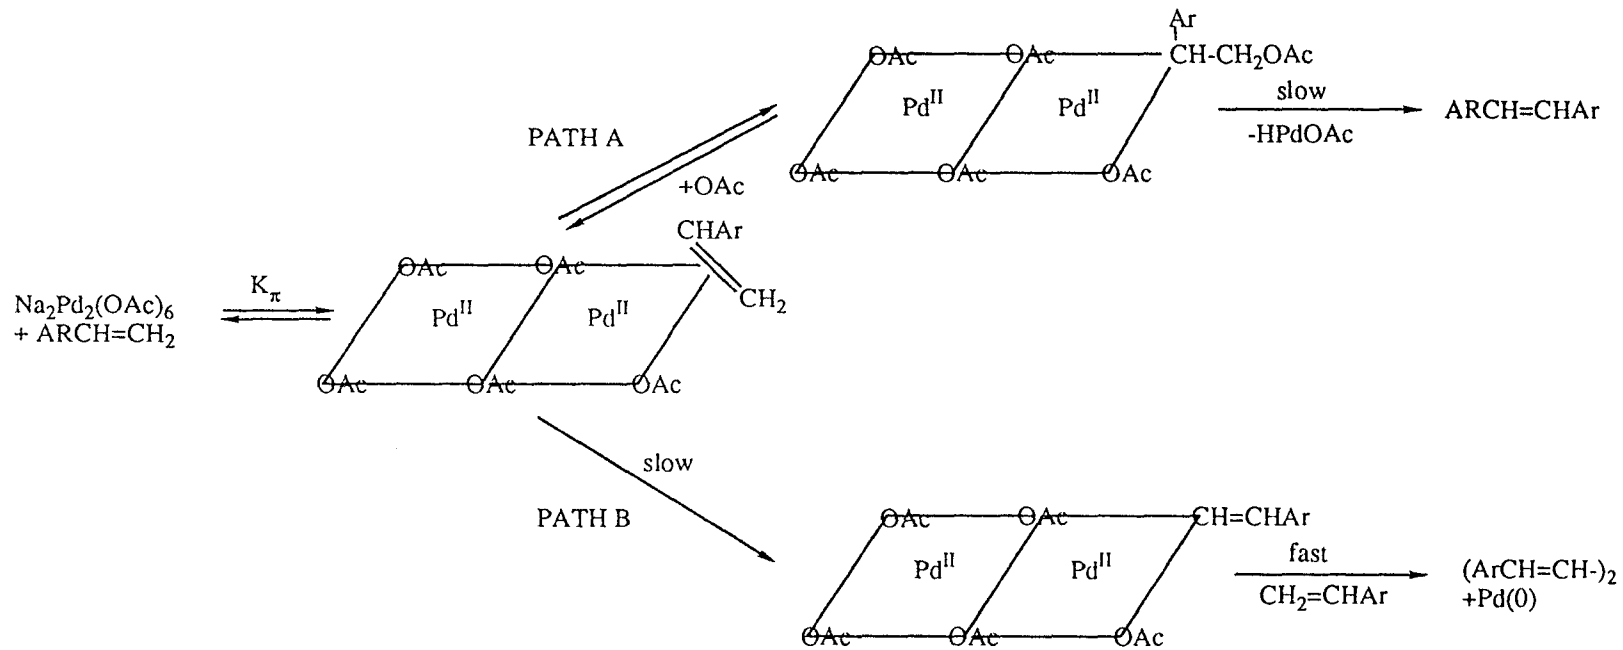 Ar
OAc OAc CH-CH₂OAc
Pdᴵᴵ Pdᴵᴵ
slow
-HPdOAc
ARCH=CHAr
OAc OAc OAc
PATH A
+OAc
CHAr
OAc OAc
CH₂
Pdᴵᴵ Pdᴵᴵ
OAc OAc OAc
Na₂Pd₂(OAc)₆
+ ARCH=CH₂
Kπ
slow
PATH B
OAc OAc CH=CHAr
Pdᴵᴵ Pdᴵᴵ
OAc OAc OAc
fast
CH₂=CHAr
(ArCH=CH-)₂
+Pd(0)